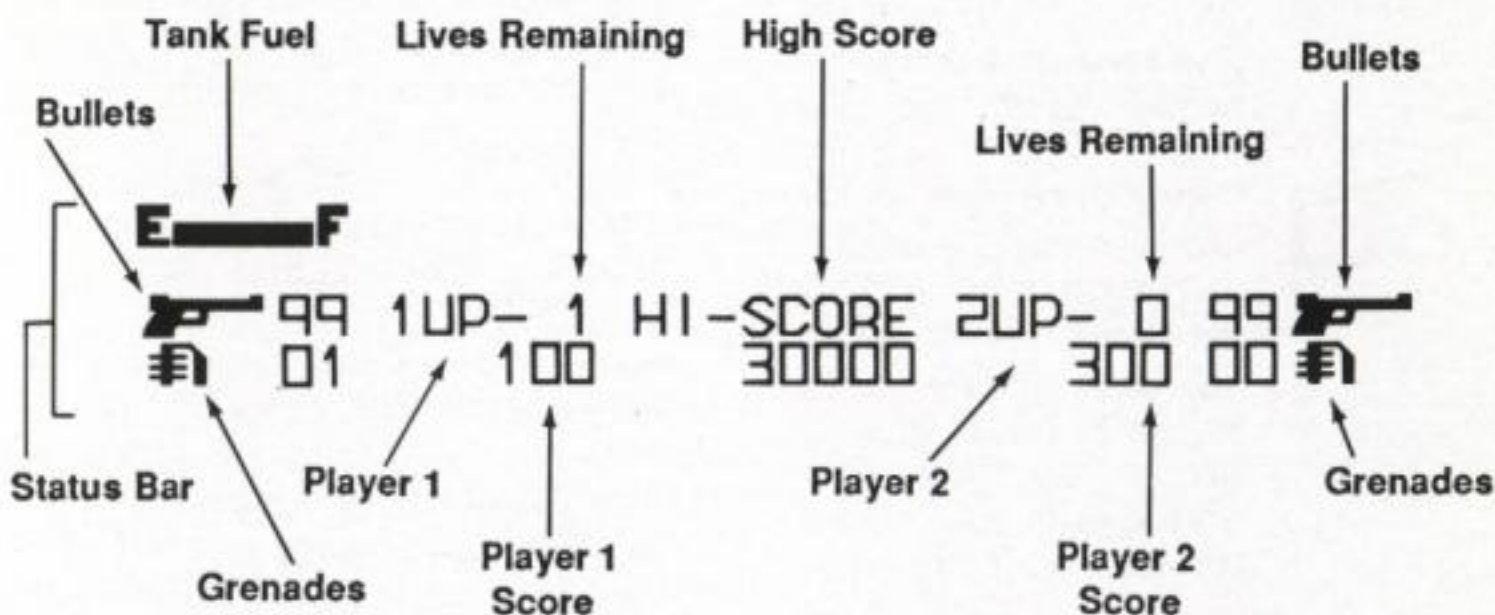 Tank Fuel Lives Remaining High Score Bullets
Bullets Lives Remaining
E F
99 1UP- 1 HI-SCORE 2UP- 0 99
01 100 30000 300 00
Status Bar Player 1 Player 2 Grenades
Grenades Player 1 Score Player 2 Score